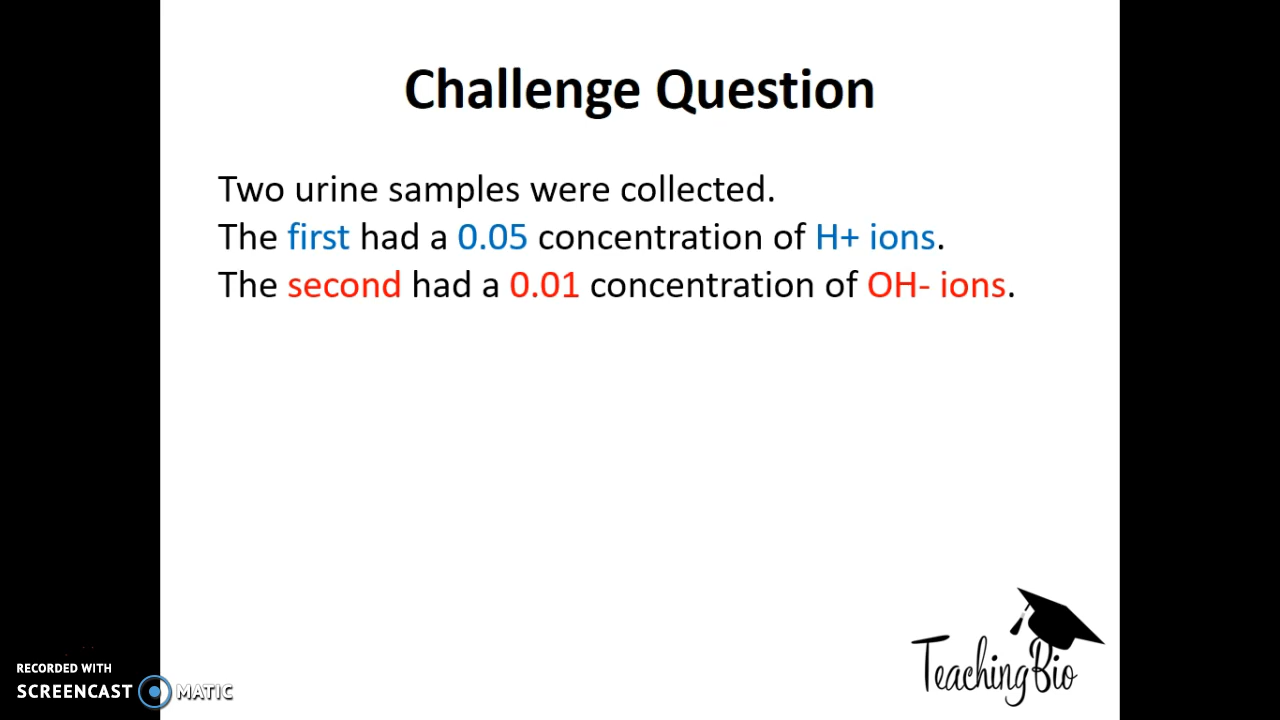 Challenge Question
Two urine samples were collected.
The first had a 0.05 concentration of H+ ions.
The second had a 0.01 concentration of OH- ions.
TeachingBio
RECORDED WITH
SCREENCAST MATIC